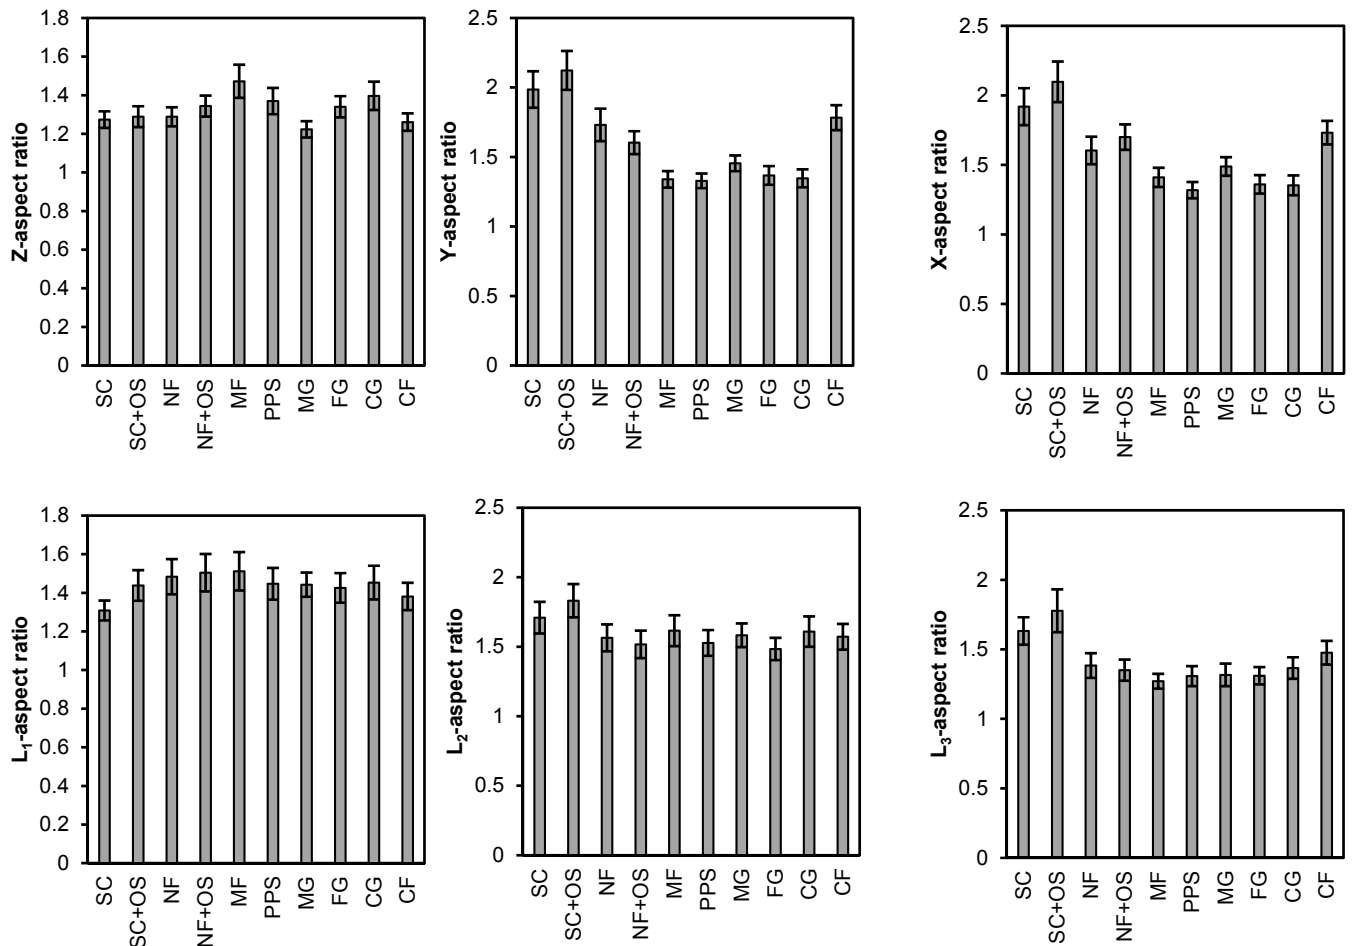 Z-aspect ratio
1.8
1.6
1.4
1.2
1
0.8
0.6
0.4
0.2
0
SC
SC+OS
NF
NF+OS
MF
PPS
MG
FG
CG
CF
Y-aspect ratio
2.5
2
1.5
1
0.5
0
SC
SC+OS
NF
NF+OS
MF
PPS
MG
FG
CG
CF
X-aspect ratio
2.5
2
1.5
1
0.5
0
SC
SC+OS
NF
NF+OS
MF
PPS
MG
FG
CG
CF
L₁-aspect ratio
1.8
1.6
1.4
1.2
1
0.8
0.6
0.4
0.2
0
SC
SC+OS
NF
NF+OS
MF
PPS
MG
FG
CG
CF
L₂-aspect ratio
2.5
2
1.5
1
0.5
0
SC
SC+OS
NF
NF+OS
MF
PPS
MG
FG
CG
CF
L₃-aspect ratio
2.5
2
1.5
1
0.5
0
SC
SC+OS
NF
NF+OS
MF
PPS
MG
FG
CG
CF